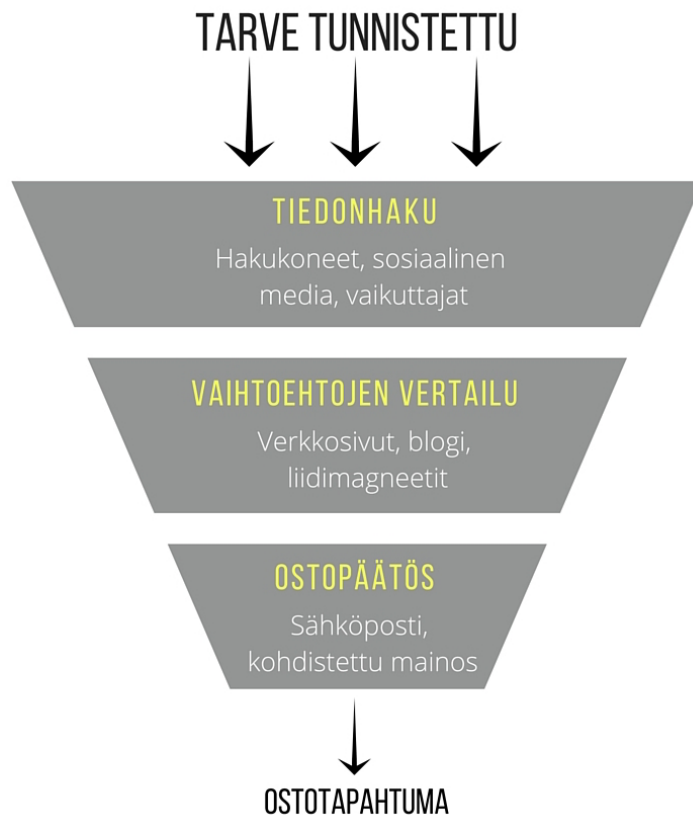 TARVE TUNNISTETTU
TIEDONHAKU
Hakukoneet, sosiaalinen
media, vaikuttajat
VAIHTOEHTOJEN VERTAILU
Verkkosivut, blogi,
liidimagneetit
OSTOPÄÄTÖS
Sähköposti,
kohdistettu mainos
OSTOTAPAHTUMA